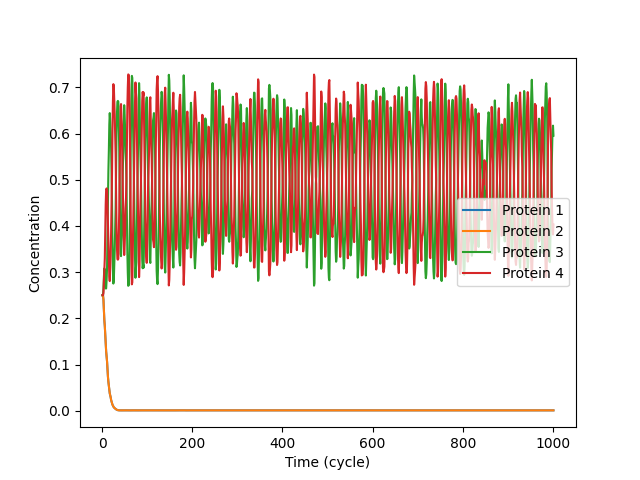 0.7
0.6
0.5
0.4
0.3
0.2
0.1
0.0
Concentration
Protein 1
Protein 2
Protein 3
Protein 4
0 200 400 600 800 1000
Time (cycle)